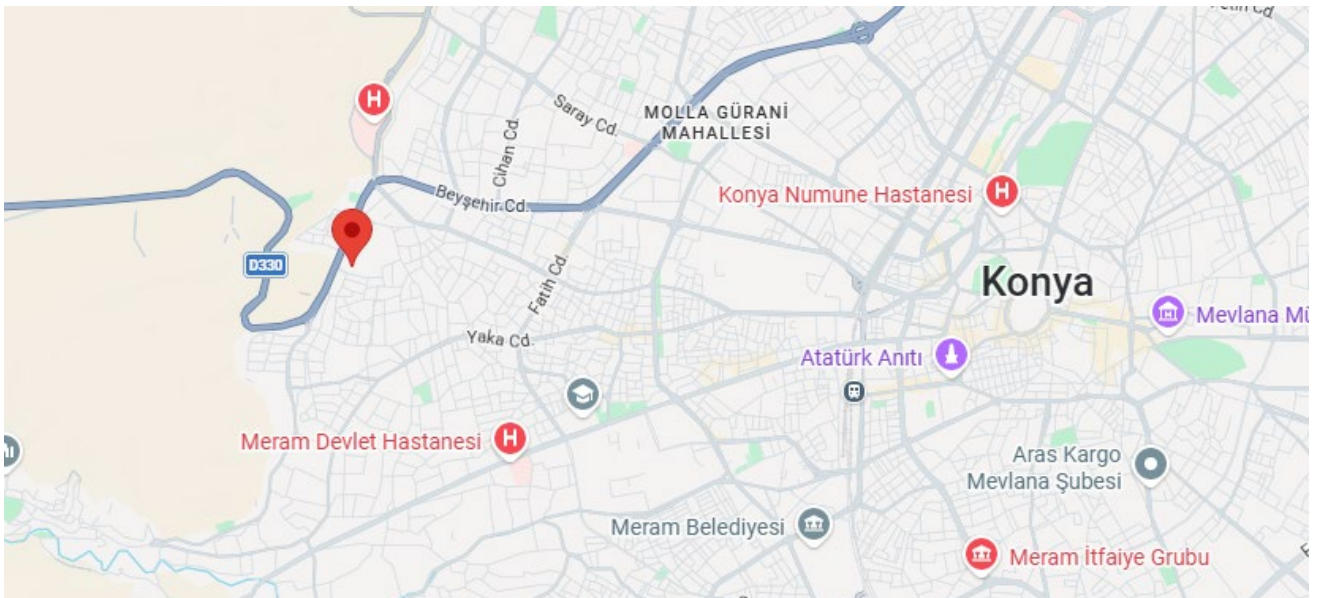 Saray Cd.
MOLLA GÜRANİ
MAHALLESİ
Cihan Cd.
Beyşehir Cd.
Konya Numune Hastanesi
D330
Fatih Cd.
Konya
Mevlana Mü
Yaka Cd.
Atatürk Anıtı
Meram Devlet Hastanesi
Aras Kargo
Mevlana Şubesi
Meram Belediyesi
Meram İtfaiye Grubu